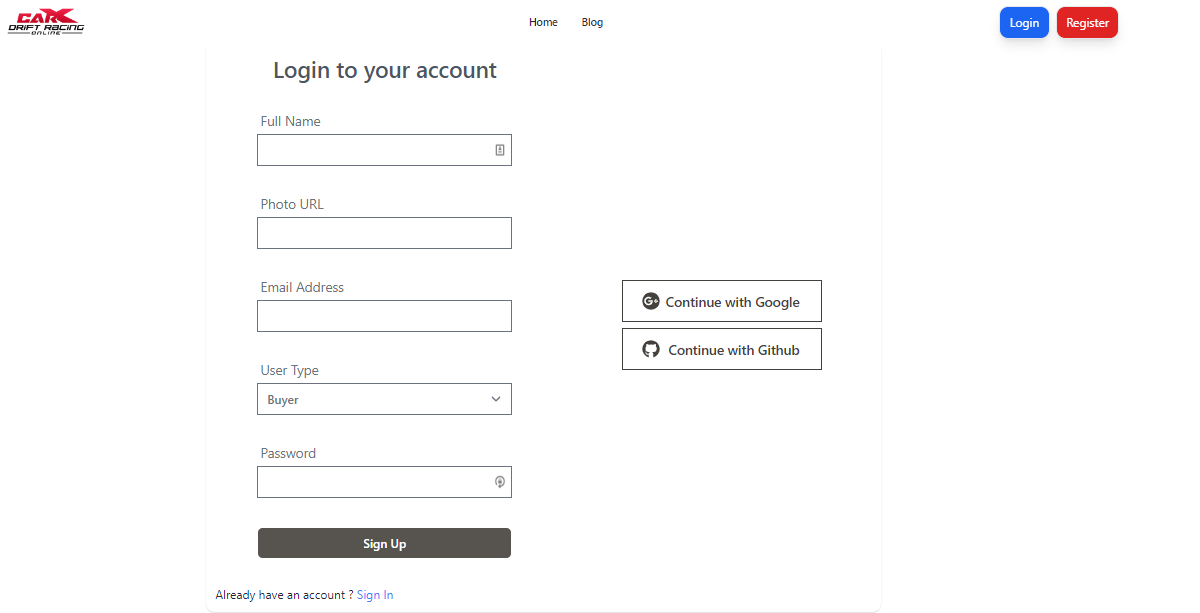 CARX
DRIFT RACING
ONLINE
Home
Blog
Login
Register
Login to your account
Full Name
Photo URL
Email Address
User Type
Buyer
Password
Sign Up
Already have an account ? Sign In
G+ Continue with Google
Continue with Github